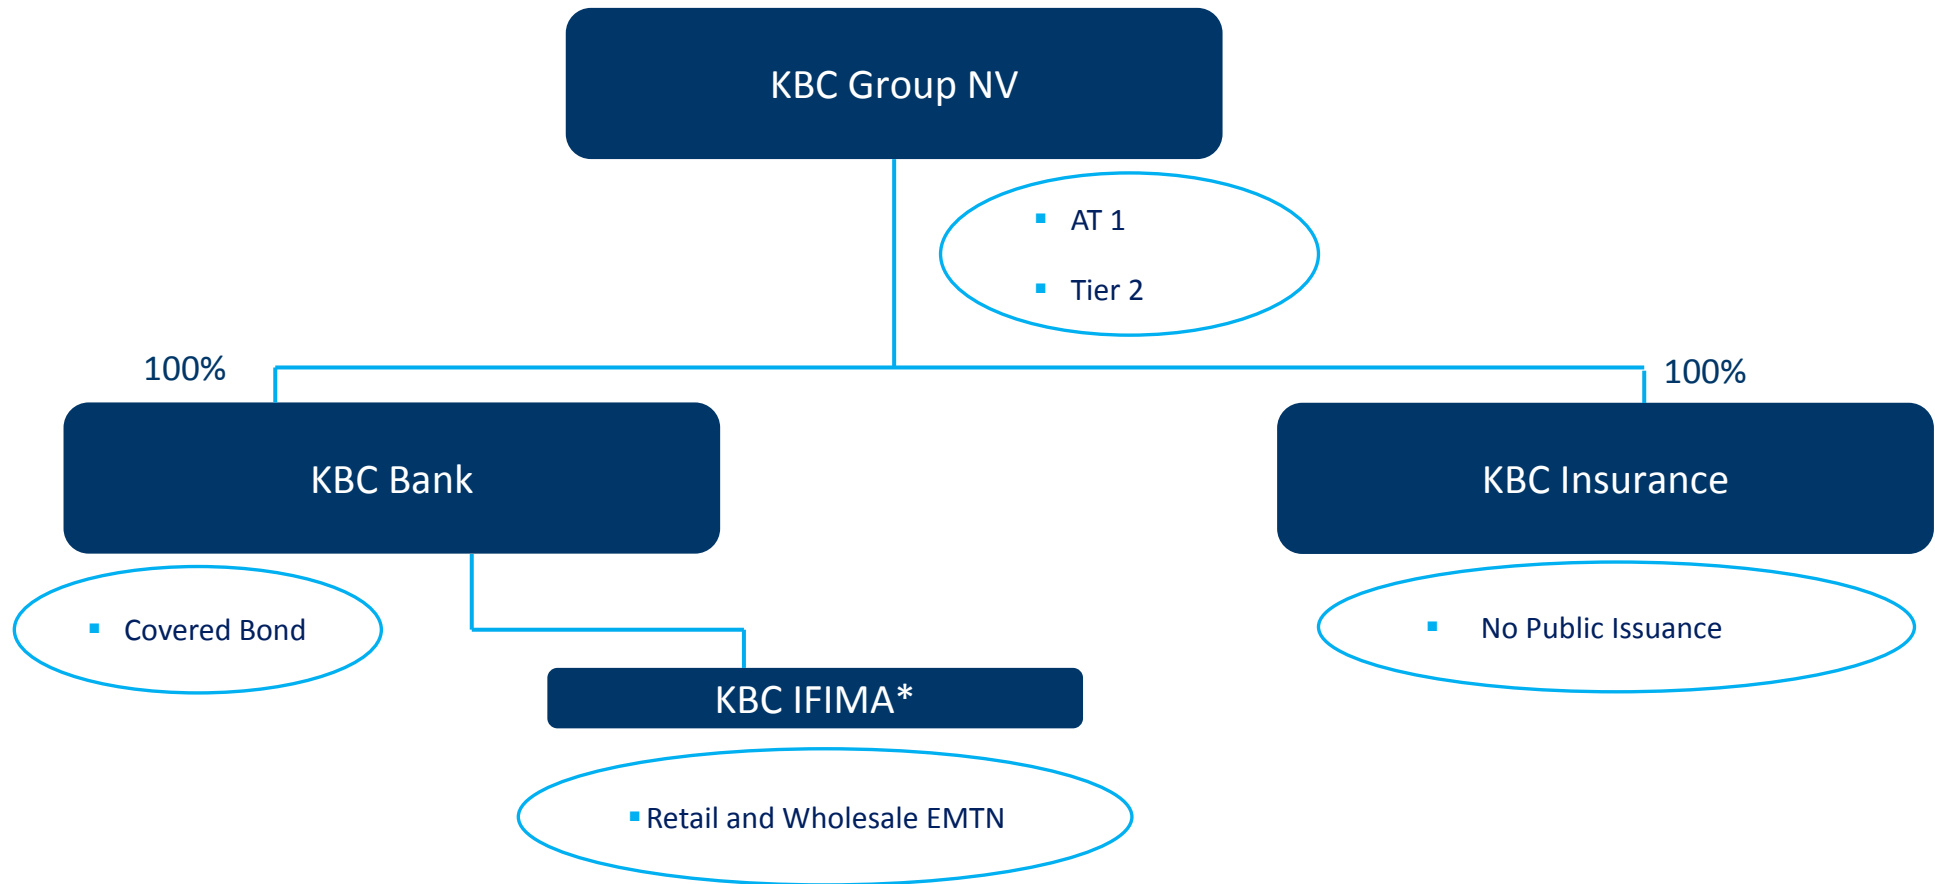 KBC Group NV
▪ AT 1
▪ Tier 2
100%
100%
KBC Bank
KBC Insurance
▪ Covered Bond
▪ No Public Issuance
KBC IFIMA*
▪ Retail and Wholesale EMTN